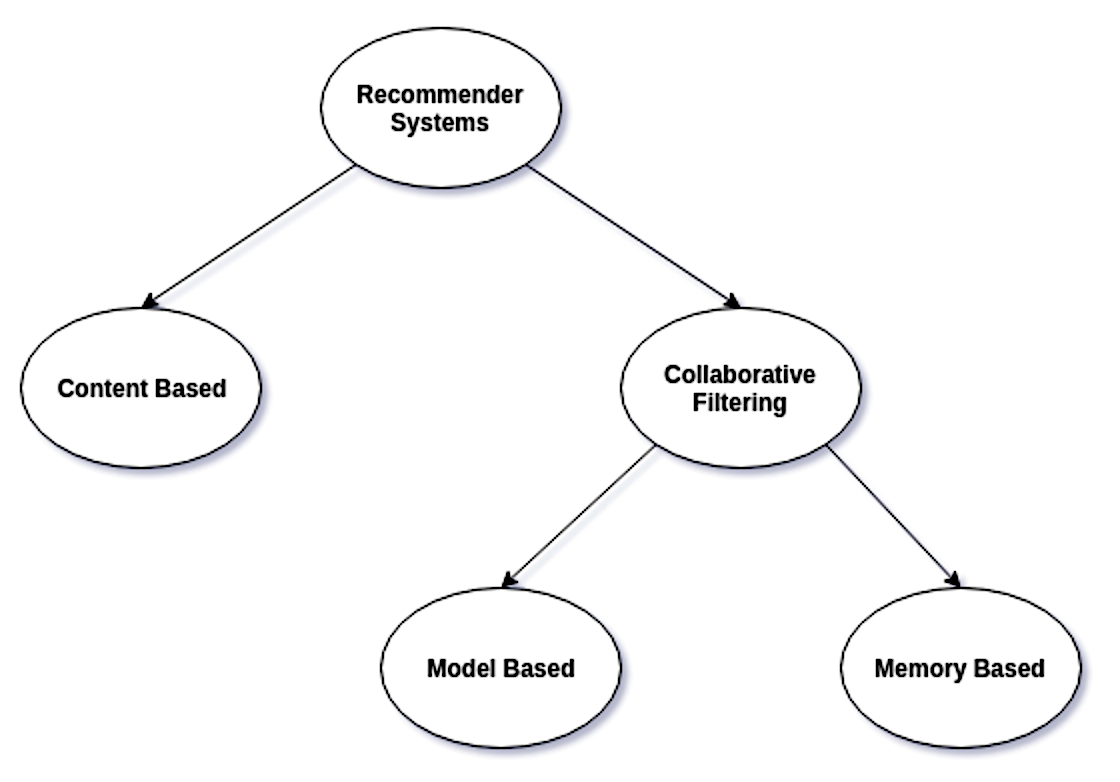 Recommender
Systems
Content Based
Collaborative
Filtering
Model Based
Memory Based